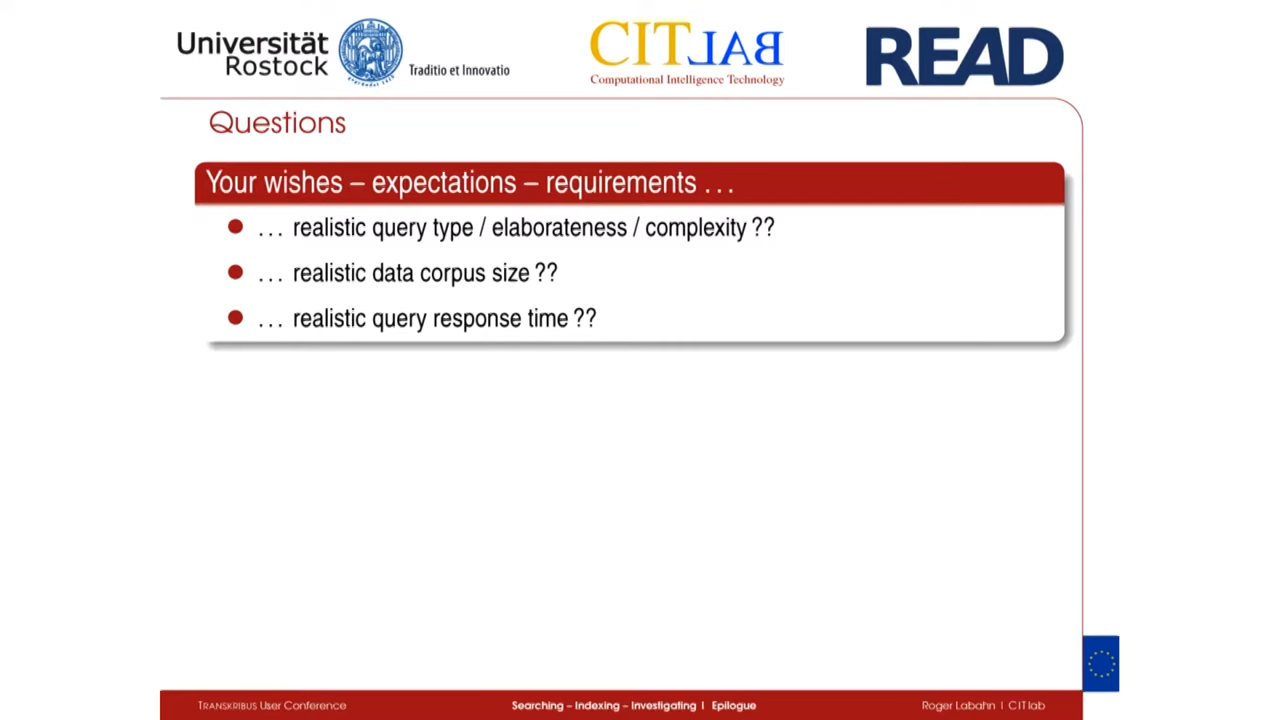 Universität
Rostock
Traditio et Innovatio
CITLAB
Computational Intelligence Technology
READ
Questions
Your wishes – expectations – requirements . . .
. . . realistic query type / elaborateness / complexity ??
. . . realistic data corpus size ??
. . . realistic query response time ??
TRANSKRIBUS User Conference
Searching – Indexing – Investigating | Epilogue
Roger Labahn | CITlab